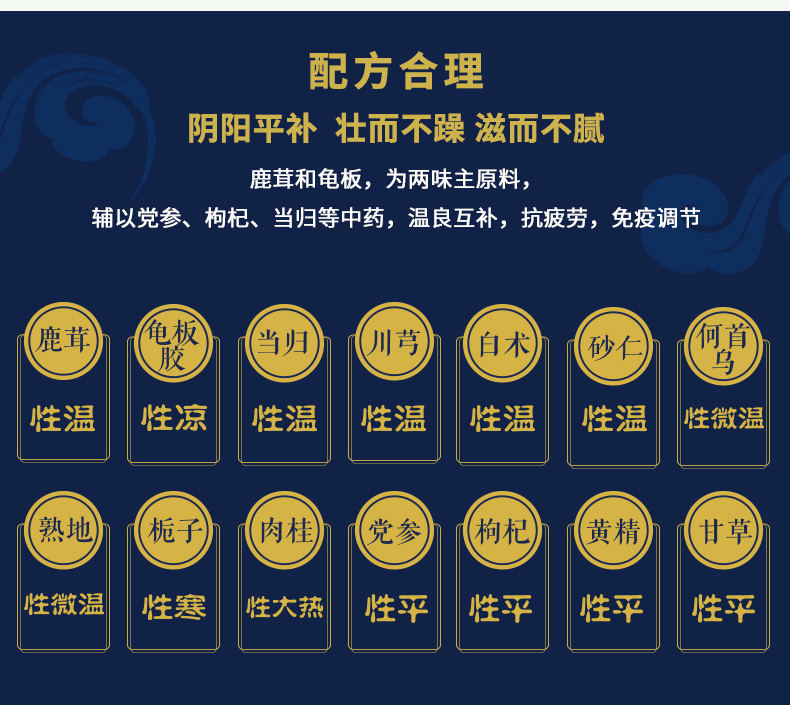 配方合理
阴阳平补 壮而不躁 滋而不腻
鹿茸和龟板，为两味主原料，
辅以党参、枸杞、当归等中药，温良互补，抗疲劳，免疫调节
鹿茸
性温
龟板
胶
性凉
当归
性温
川芎
性温
白术
性温
砂仁
性温
何首
乌
性微温
熟地
性微温
栀子
性寒
肉桂
性大热
党参
性平
枸杞
性平
黄精
性平
甘草
性平